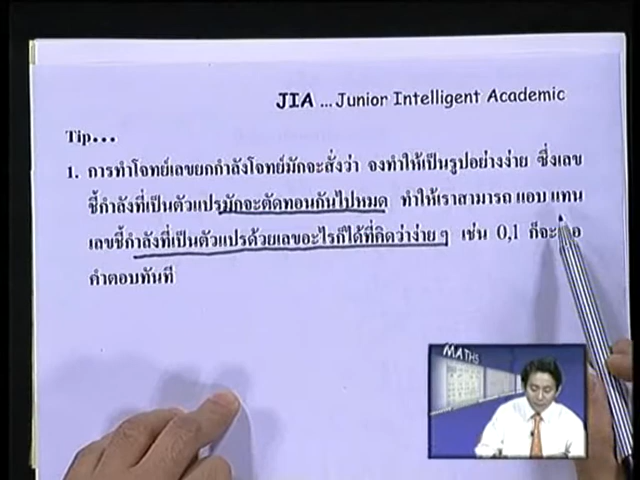 JIA ... Junior Intelligent Academic
Tip...
1. การทำโจทย์เลขยกกำลังโจทย์มักจะสั่งว่า จงทำให้เป็นรูปอย่างง่าย ซึ่งเลข
ชี้กำลังที่เป็นตัวแปรมักจะตัดทอนกันไปหมด ทำให้เราสามารถ แอบ แทน
เลขชี้กำลังที่เป็นตัวแปรด้วยเลขอะไรก็ได้ที่คิดว่าง่าย ๆ เช่น 0,1 ก็จะ
คำตอบทันที
MATHS